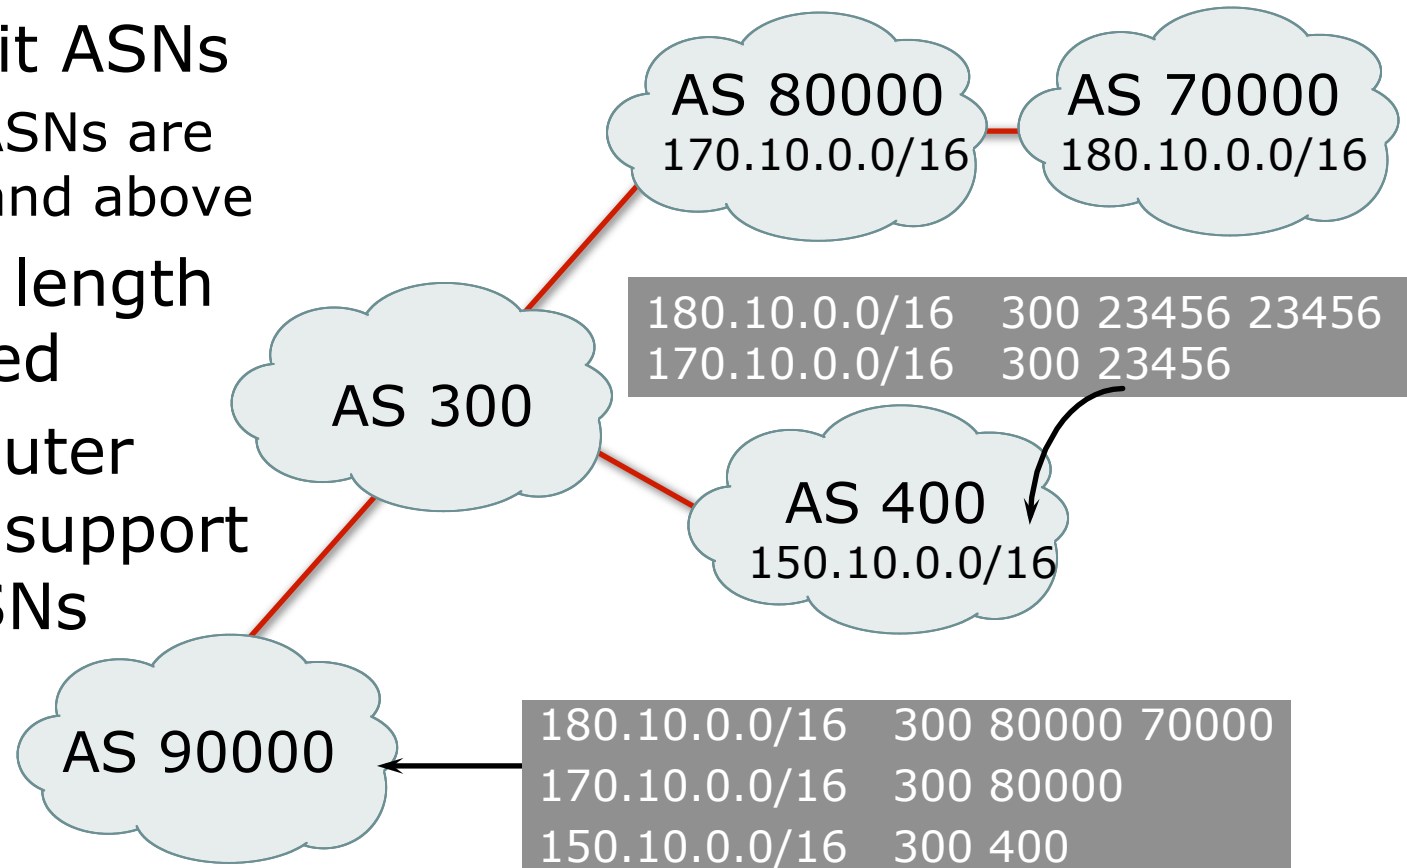 it ASNs
ASNs are
and above
length
ed
uter
support
SNs
AS 80000
170.10.0.0/16
AS 70000
180.10.0.0/16
180.10.0.0/16 300 23456 23456
170.10.0.0/16 300 23456
AS 300
AS 400
150.10.0.0/16
AS 90000
180.10.0.0/16 300 80000 70000
170.10.0.0/16 300 80000
150.10.0.0/16 300 400